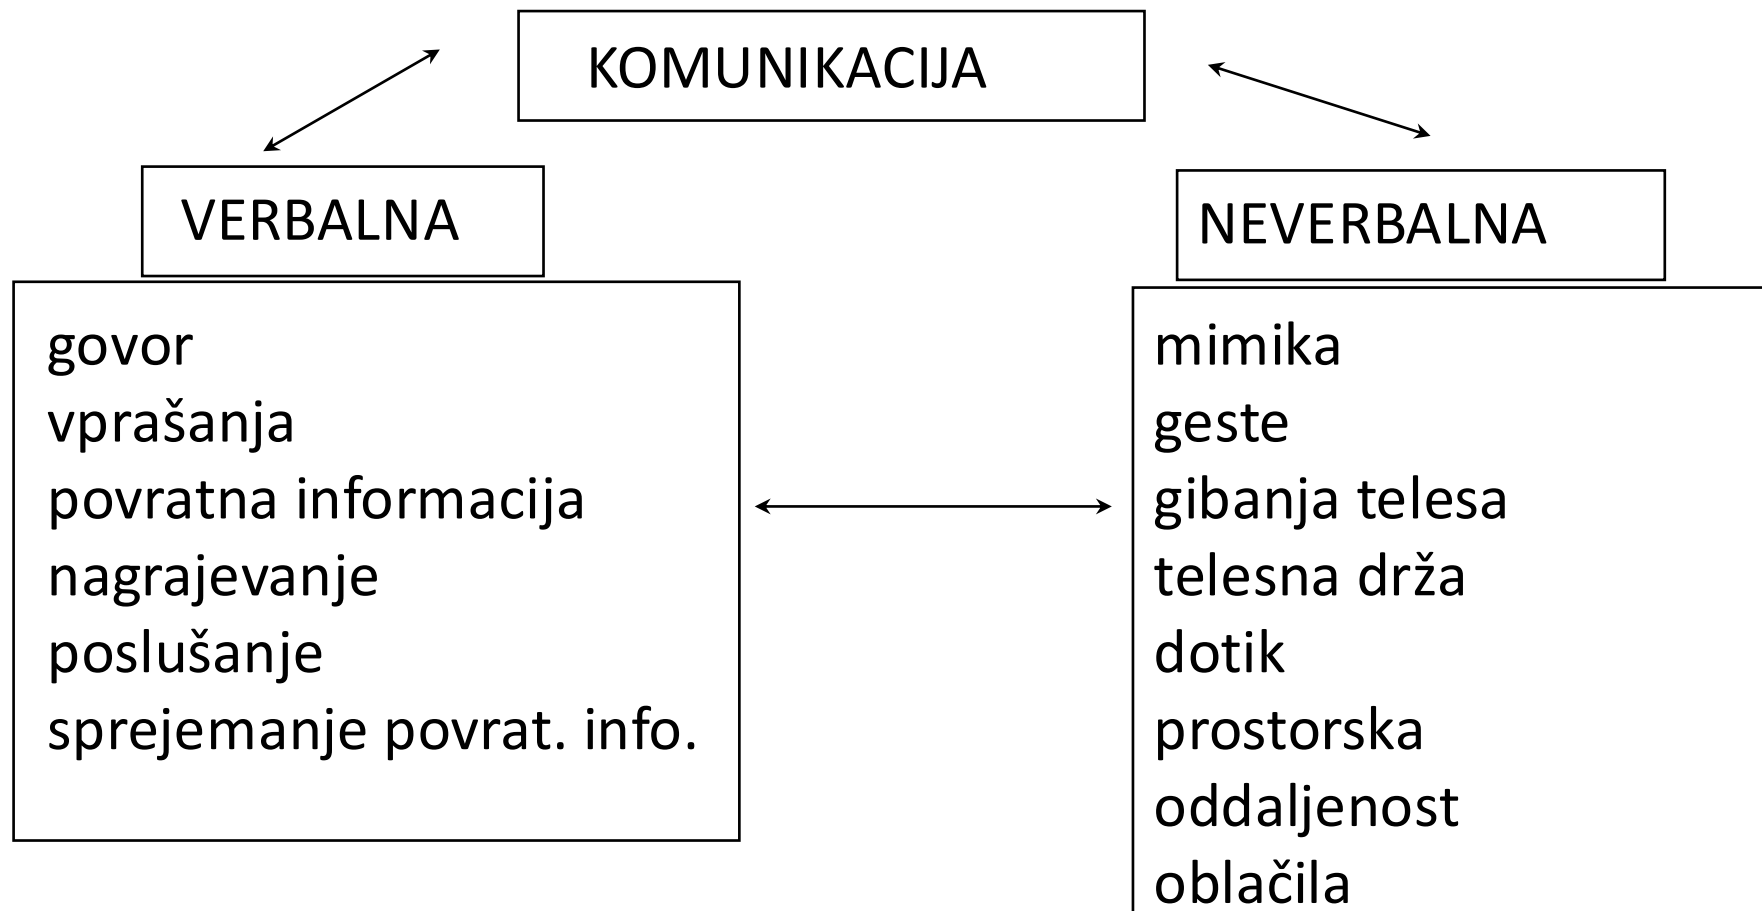 KOMUNIKACIJA
VERBALNA
govor
vprašanja
povratna informacija
nagrajevanje
poslušanje
sprejemanje povrat. info.
NEVERBALNA
mimika
geste
gibanja telesa
telesna drža
dotik
prostorska
oddaljenost
oblačila